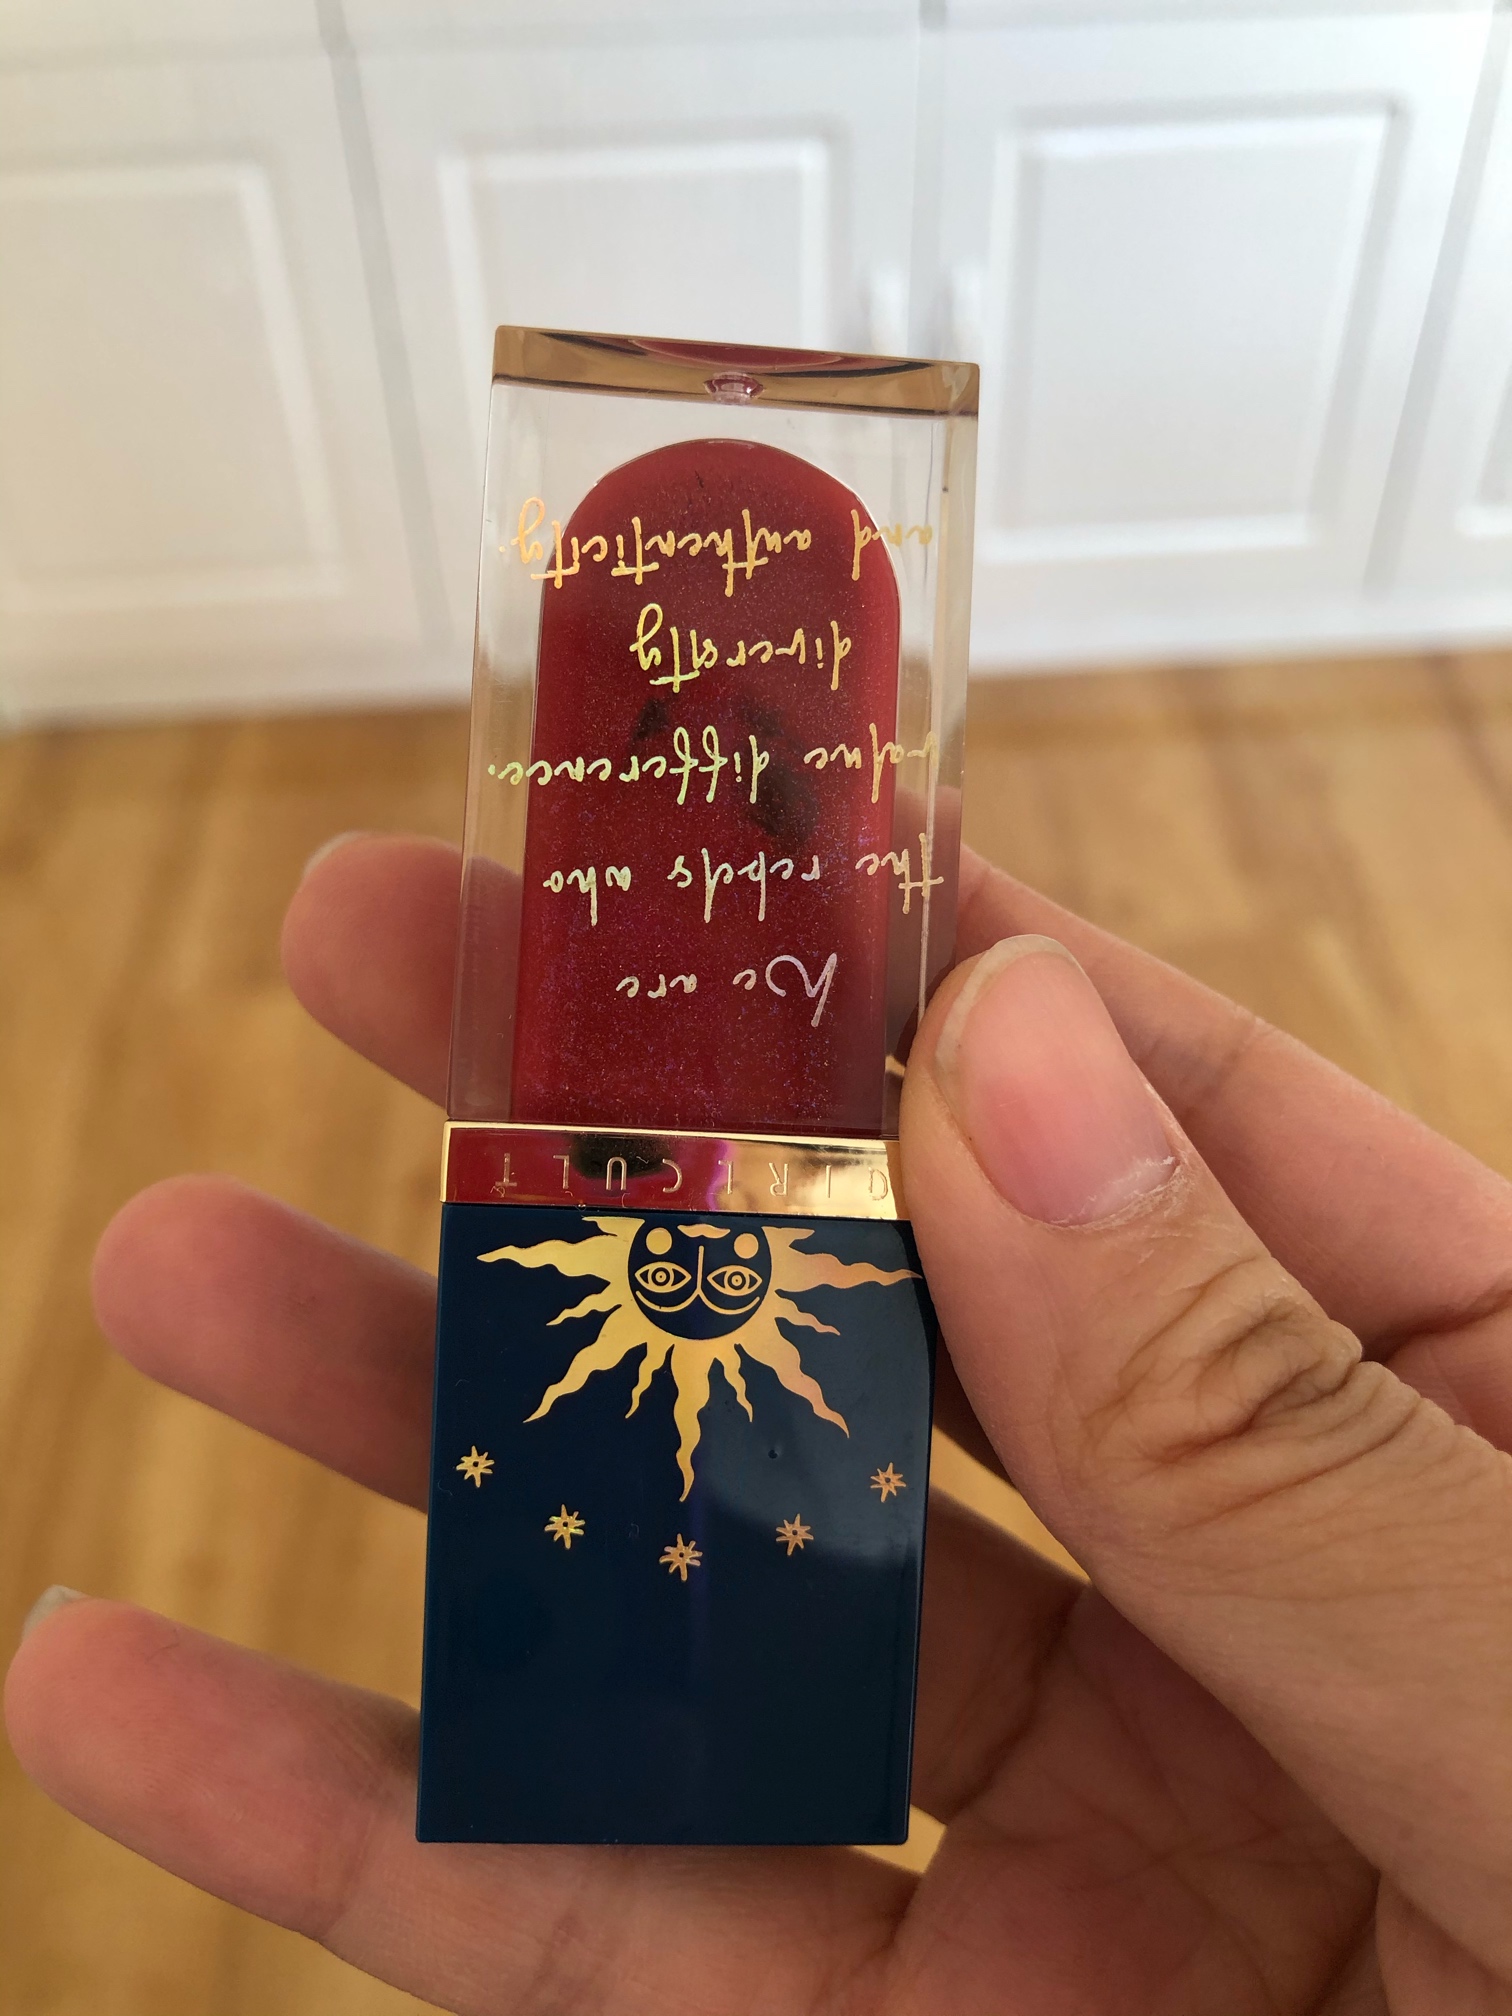 GIRLCULT
We are
the rebels who
value difference.
diversity
and authenticity.